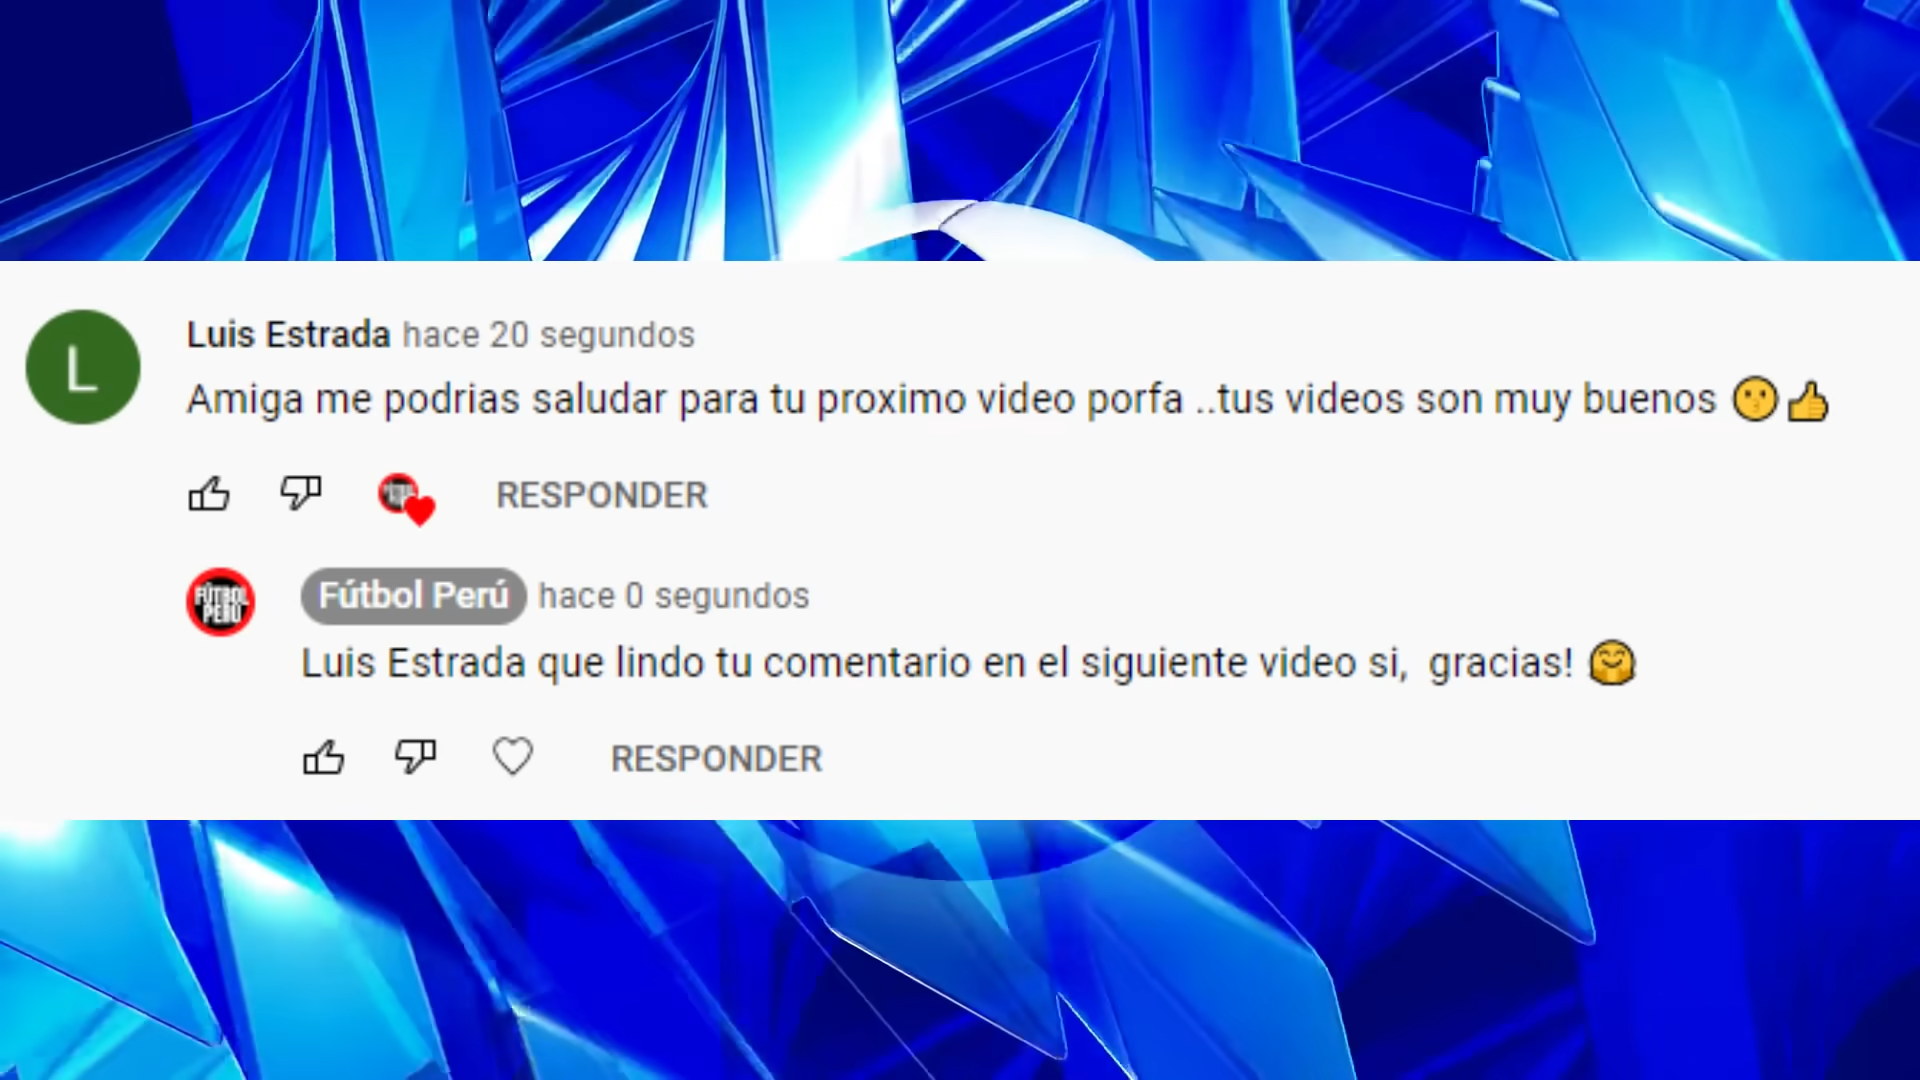 L
Luis Estrada hace 20 segundos
Amiga me podrias saludar para tu proximo video porfa ..tus videos son muy buenos 😗👍
RESPONDER
FÚTBOL
PERÚ
Fútbol Perú hace 0 segundos
Luis Estrada que lindo tu comentario en el siguiente video si,  gracias! 🤗
RESPONDER